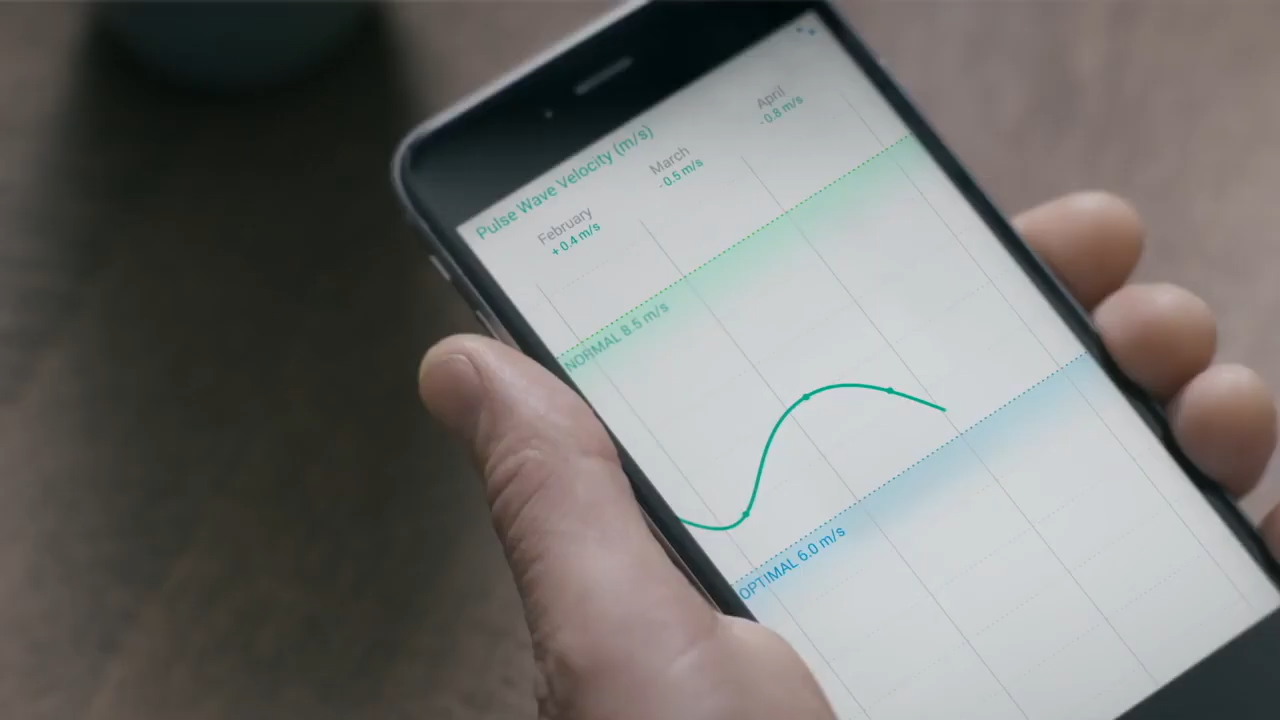 Pulse Wave Velocity (m/s)
February
+ 0.4 m/s
March
- 0.5 m/s
April
- 0.8 m/s
NORMAL 8.5 m/s
OPTIMAL 6.0 m/s